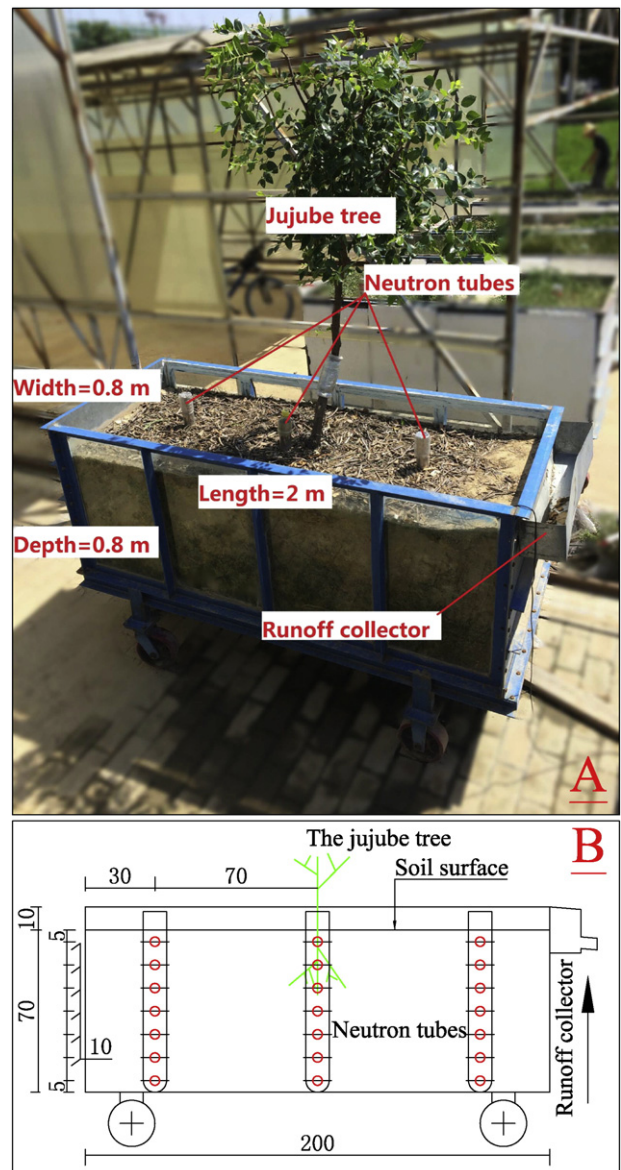 Jujube tree
Neutron tubes
Width=0.8 m
Length=2 m
Depth=0.8 m
Runoff collector
A
B
The jujube tree
Soil surface
30
70
10
5
70
10
5
Neutron tubes
Runoff collector
200